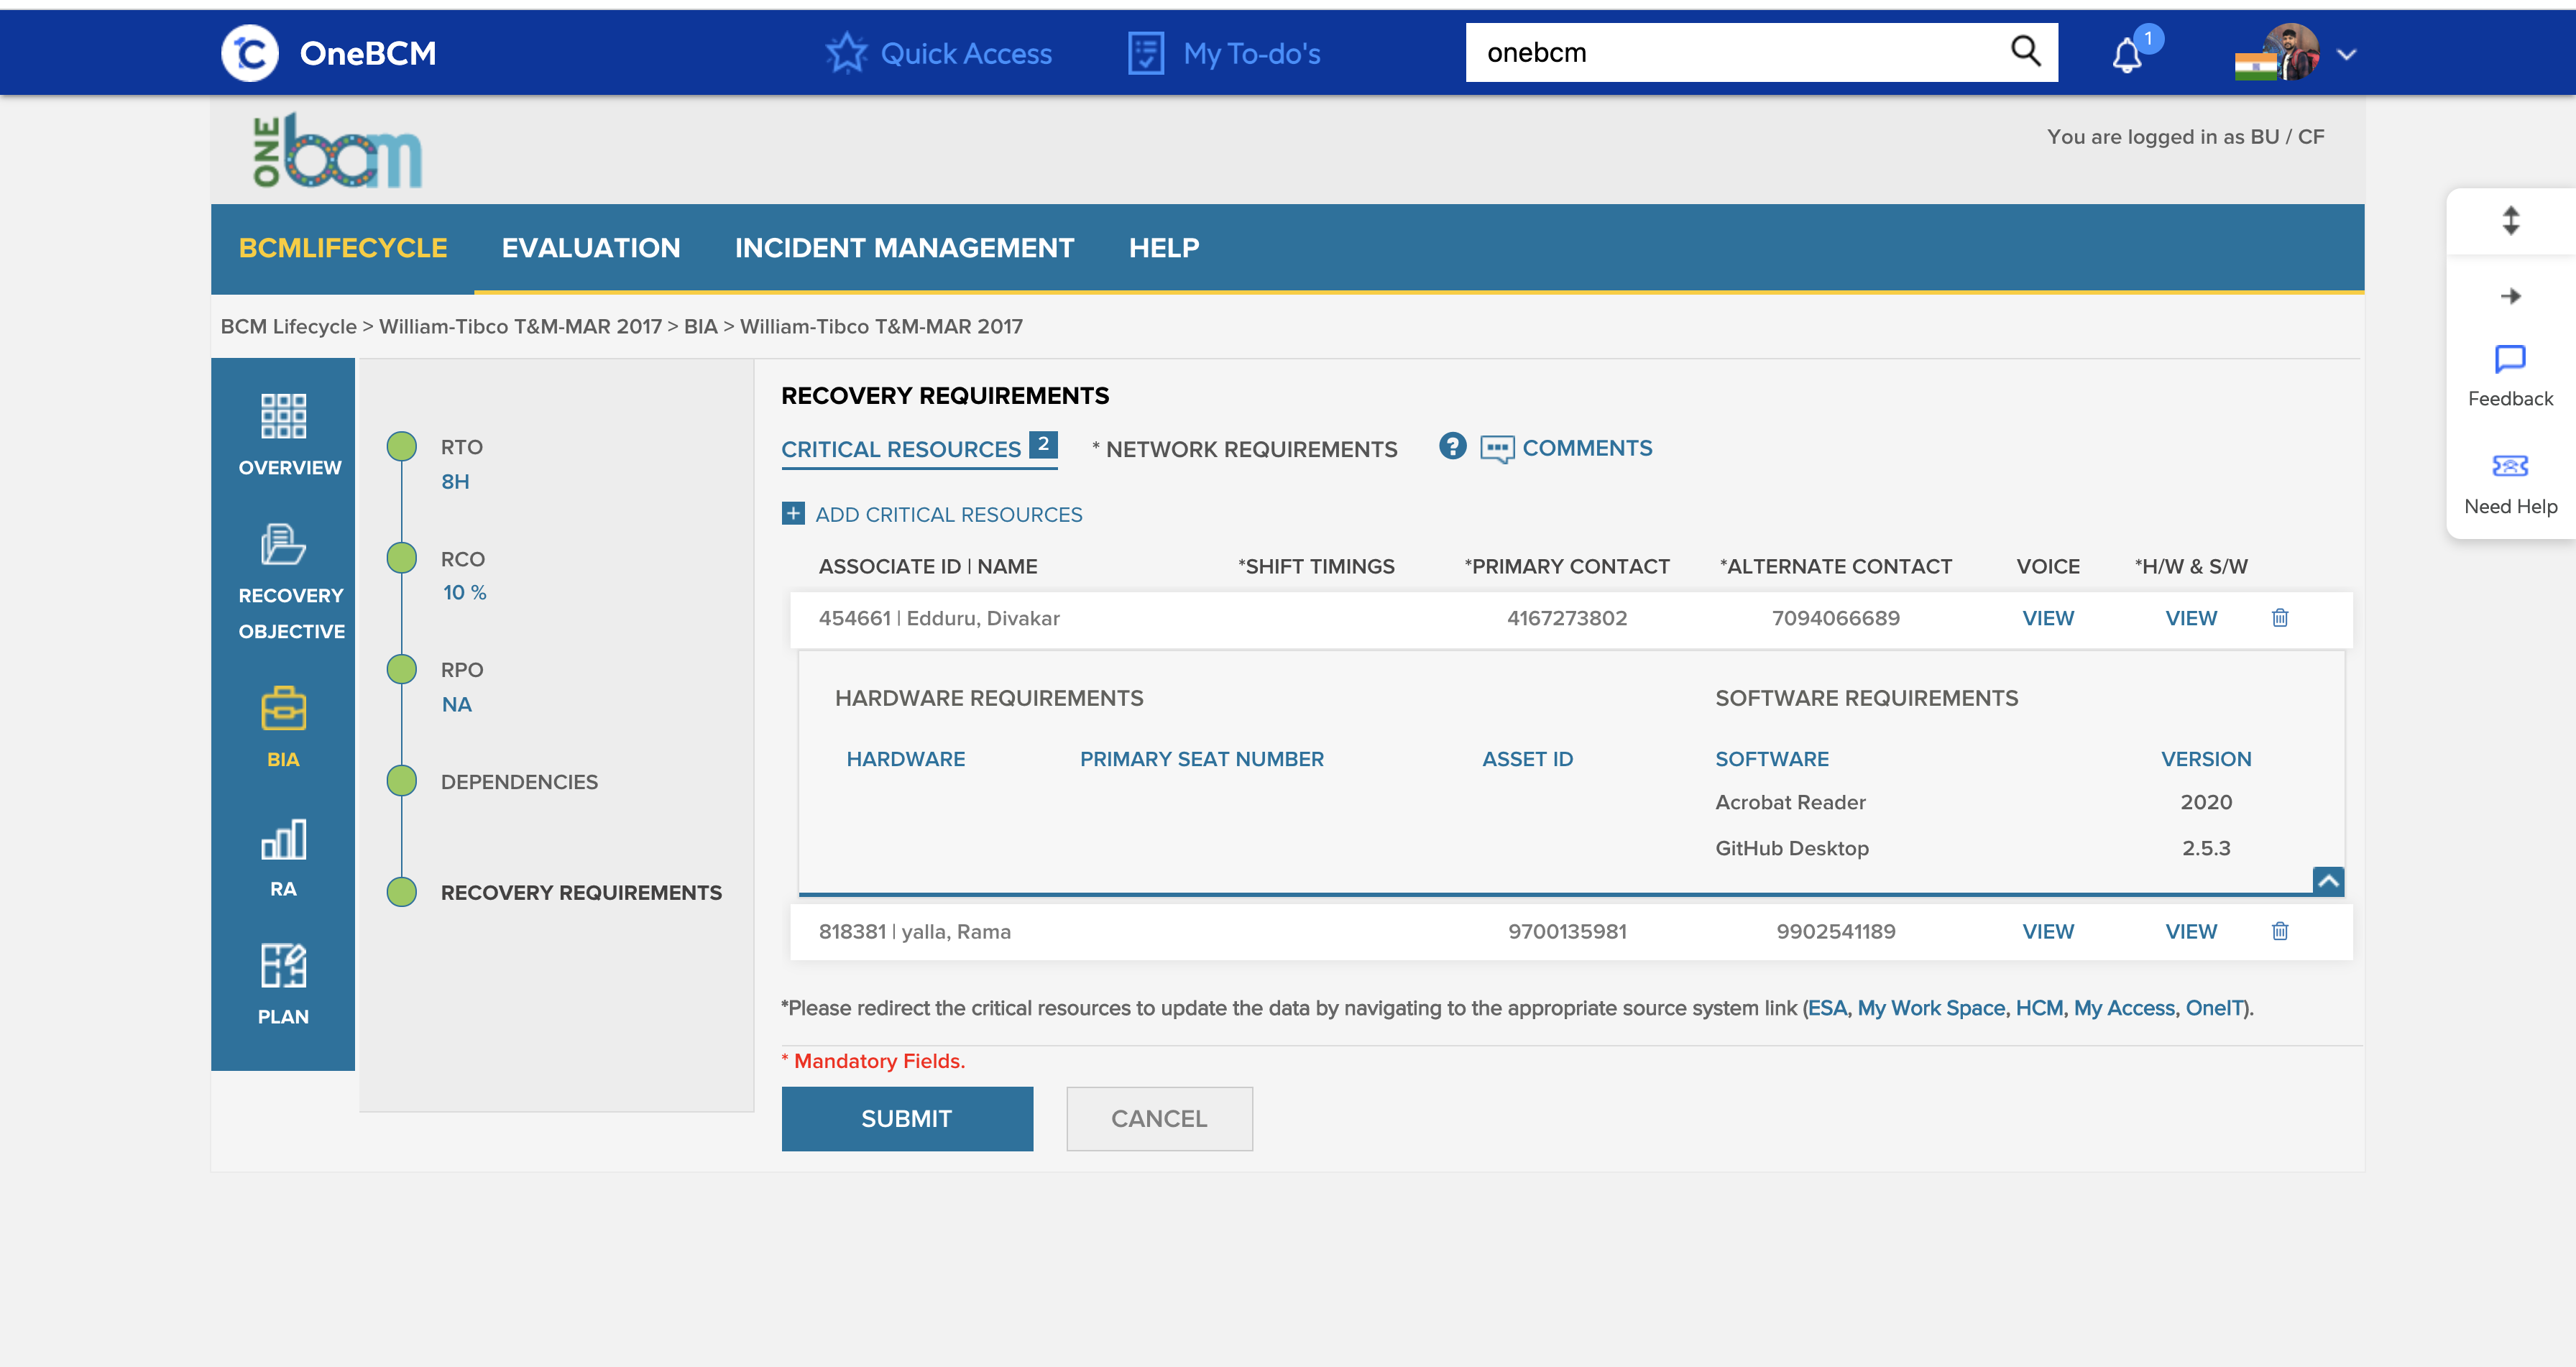 OneBCM
Quick Access
My To-do's
onebcm
1
ONE bcm
You are logged in as BU / CF
BCMLIFECYCLE EVALUATION INCIDENT MANAGEMENT HELP
BCM Lifecycle > William-Tibco T&M-MAR 2017 > BIA > William-Tibco T&M-MAR 2017
OVERVIEW
RECOVERY
OBJECTIVE
BIA
RA
PLAN
RTO
8H
RCO
10 %
RPO
NA
DEPENDENCIES
RECOVERY REQUIREMENTS
RECOVERY REQUIREMENTS
CRITICAL RESOURCES 2 * NETWORK REQUIREMENTS ? COMMENTS
+ ADD CRITICAL RESOURCES
ASSOCIATE ID | NAME *SHIFT TIMINGS *PRIMARY CONTACT *ALTERNATE CONTACT VOICE *H/W & S/W
454661 | Edduru, Divakar 4167273802 7094066689 VIEW VIEW
HARDWARE REQUIREMENTS SOFTWARE REQUIREMENTS
HARDWARE PRIMARY SEAT NUMBER ASSET ID SOFTWARE VERSION
Acrobat Reader 2020
GitHub Desktop 2.5.3
818381 | yalla, Rama 9700135981 9902541189 VIEW VIEW
*Please redirect the critical resources to update the data by navigating to the appropriate source system link (ESA, My Work Space, HCM, My Access, OneIT).
* Mandatory Fields.
SUBMIT CANCEL
Feedback
Need Help